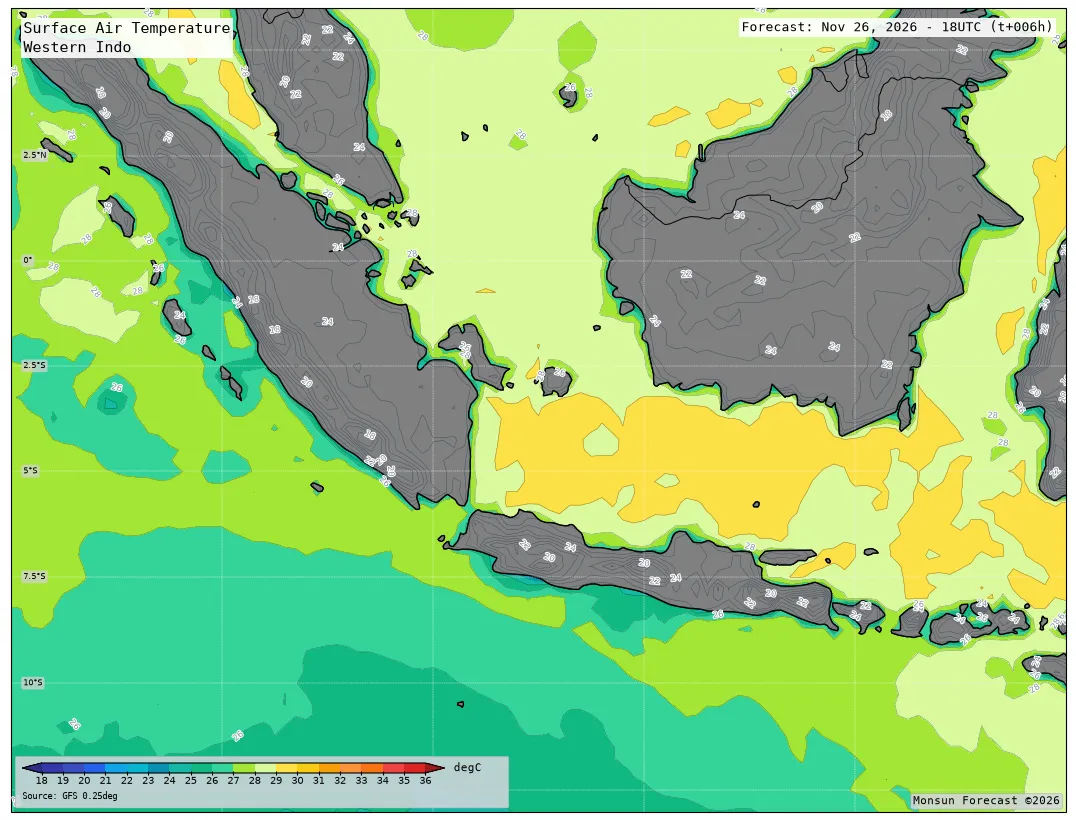 Surface Air Temperature
Western Indo
Forecast: Nov 26, 2026 - 18UTC (t+006h)
2.5°N
0°
2.5°S
5°S
7.5°S
10°S
18 19 20 21 22 23 24 25 26 27 28 29 30 31 32 33 34 35 36
degC
Source: GFS 0.25deg
Monsun Forecast ©2026